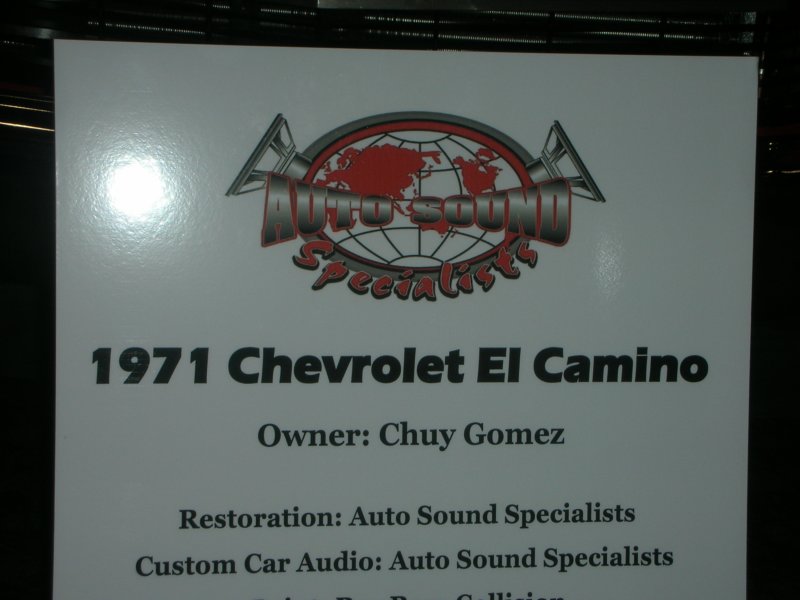 AUTO SOUND
Specialists
1971 Chevrolet El Camino
Owner: Chuy Gomez
Restoration: Auto Sound Specialists
Custom Car Audio: Auto Sound Specialists
Collision